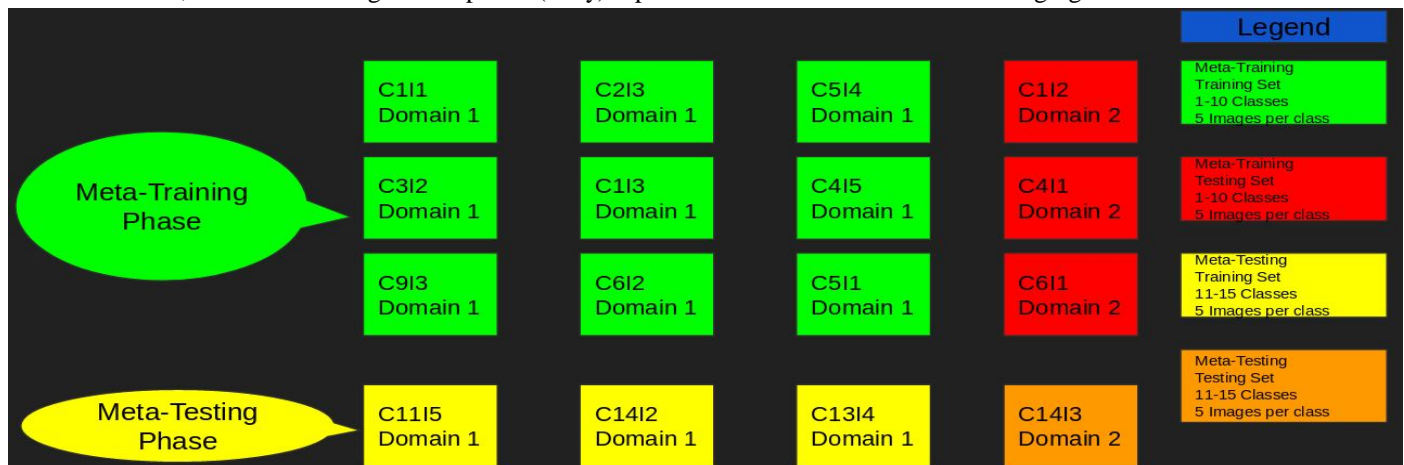 Legend
Meta-Training
Phase
C1I1
Domain 1
C2I3
Domain 1
C5I4
Domain 1
C1I2
Domain 2
Meta-Training
Training Set
1-10 Classes
5 Images per class
C3I2
Domain 1
C1I3
Domain 1
C4I5
Domain 1
C4I1
Domain 2
Meta-Training
Testing Set
1-10 Classes
5 Images per class
C9I3
Domain 1
C6I2
Domain 1
C5I1
Domain 1
C6I1
Domain 2
Meta-Testing
Training Set
11-15 Classes
5 Images per class
Meta-Testing
Phase
C11I5
Domain 1
C14I2
Domain 1
C13I4
Domain 1
C14I3
Domain 2
Meta-Testing
Testing Set
11-15 Classes
5 Images per class